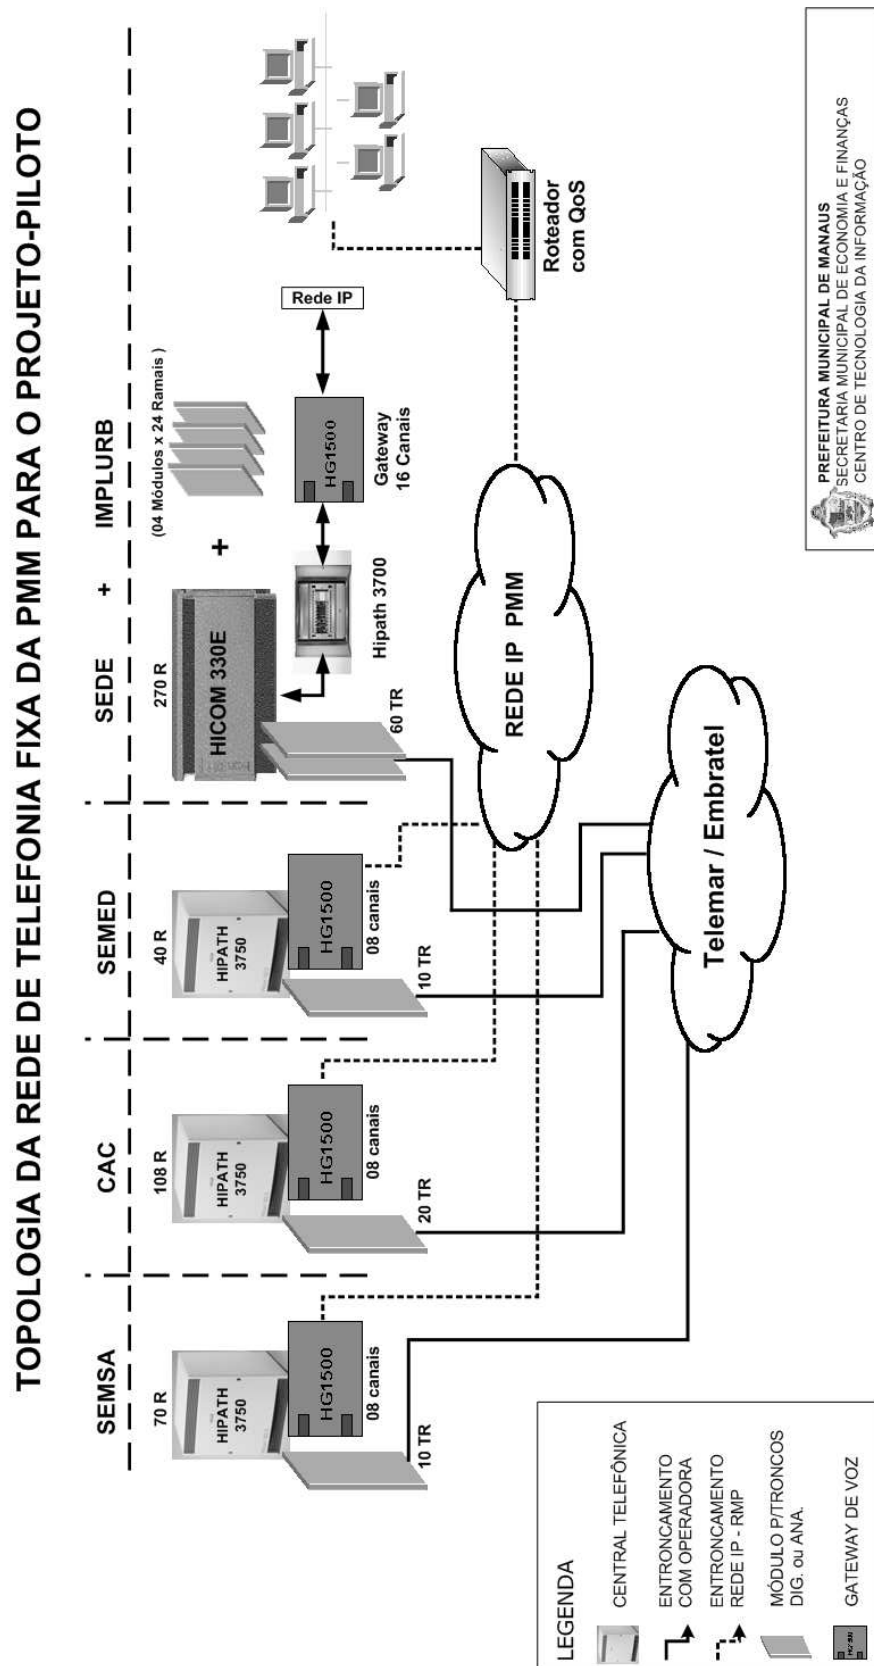 TOPOLOGIA DA REDE DE TELEFONIA FIXA DA PMM PARA O PROJETO-PILOTO
SEMSA
CAC
SEMED
SEDE + IMPLURB
70 R
108 R
40 R
270 R
(04 Módulos x 24 Ramais )
HIPATH
3750
HIPATH
3750
HIPATH
3750
HICOM 330E
+
HG1500
HG1500
HG1500
HG1500
Rede IP
08 canais
08 canais
08 canais
Hipath 3700
Gateway
16 Canais
10 TR
20 TR
10 TR
60 TR
REDE IP PMM
Roteador
com QoS
Telemar / Embratel
LEGENDA
CENTRAL TELEFÔNICA
ENTRONCAMENTO
COM OPERADORA
ENTRONCAMENTO
REDE IP - RMP
MÓDULO P/TRONCOS
DIG. ou ANA.
HG1500
GATEWAY DE VOZ
PREFEITURA MUNICIPAL DE MANAUS
SECRETARIA MUNICIPAL DE ECONOMIA E FINANÇAS
CENTRO DE TECNOLOGIA DA INFORMAÇÃO